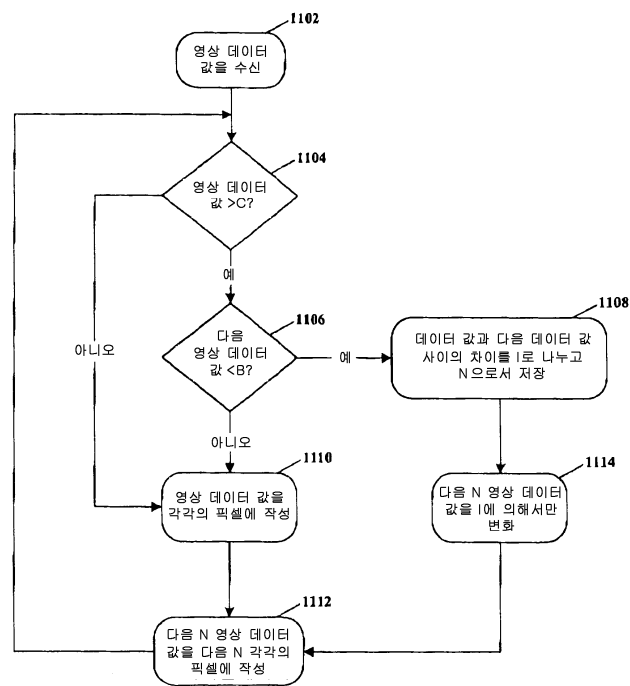 1102
영상 데이터
값을 수신
1104
영상 데이터
값 >C?
예
1106
다음
영상 데이터
값 <B?
아니오
예
1108
데이터 값과 다음 데이터 값
사이의 차이를 I로 나누고
N으로서 저장
아니오
1110
영상 데이터 값을
각각의 픽셀에 작성
1114
다음 N 영상 데이터
값을 I에 의해서만
변화
1112
다음 N 영상 데이터
값을 다음 N 각각의
픽셀에 작성